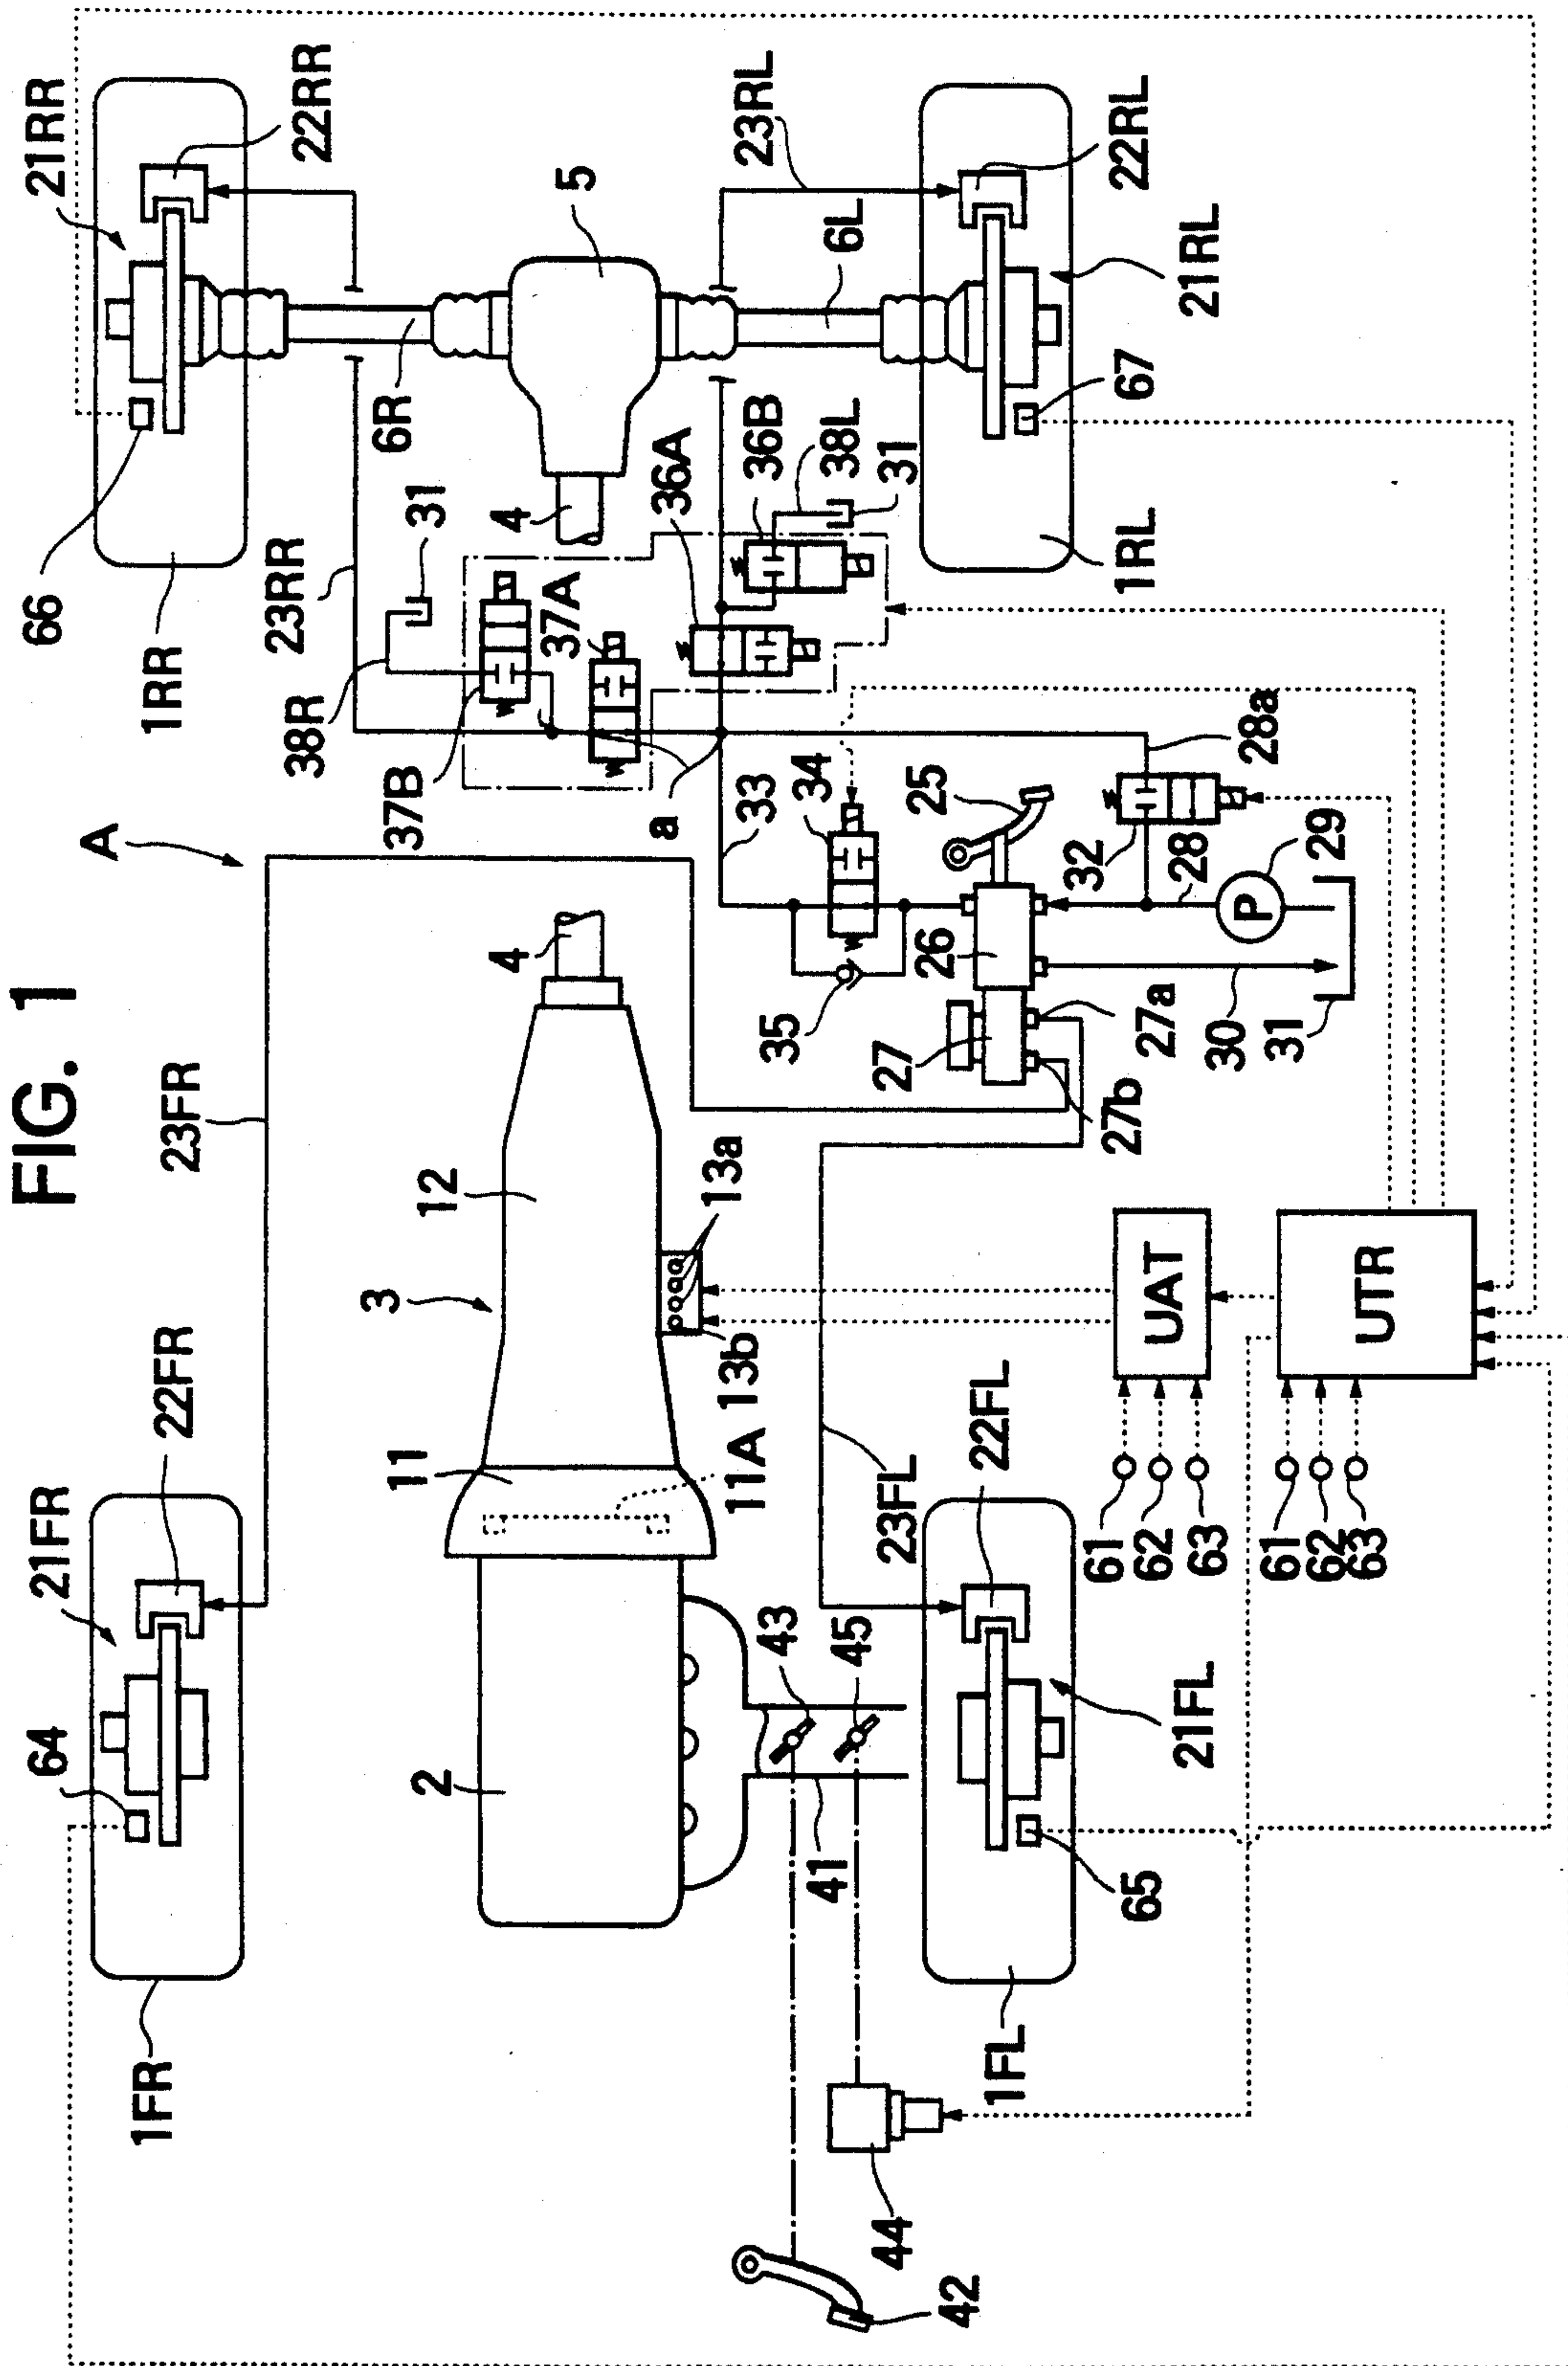 FIG. 1
A
1FR
64
21FR
22FR
23FR
1RR
66
21RR
22RR
23RR
6R
38R
31
37B
37A
a
2
11
11A
3
12
13a
13b
4
4
5
36A
36B
38L
31
6L
23RL
22RL
21RL
67
1RL
33
34
35
25
26
27
27a
27b
28
28a
29
P
30
31
32
41
42
43
44
45
1FL
65
21FL
22FL
23FL
UAT
UTR
61
62
63
61
62
63